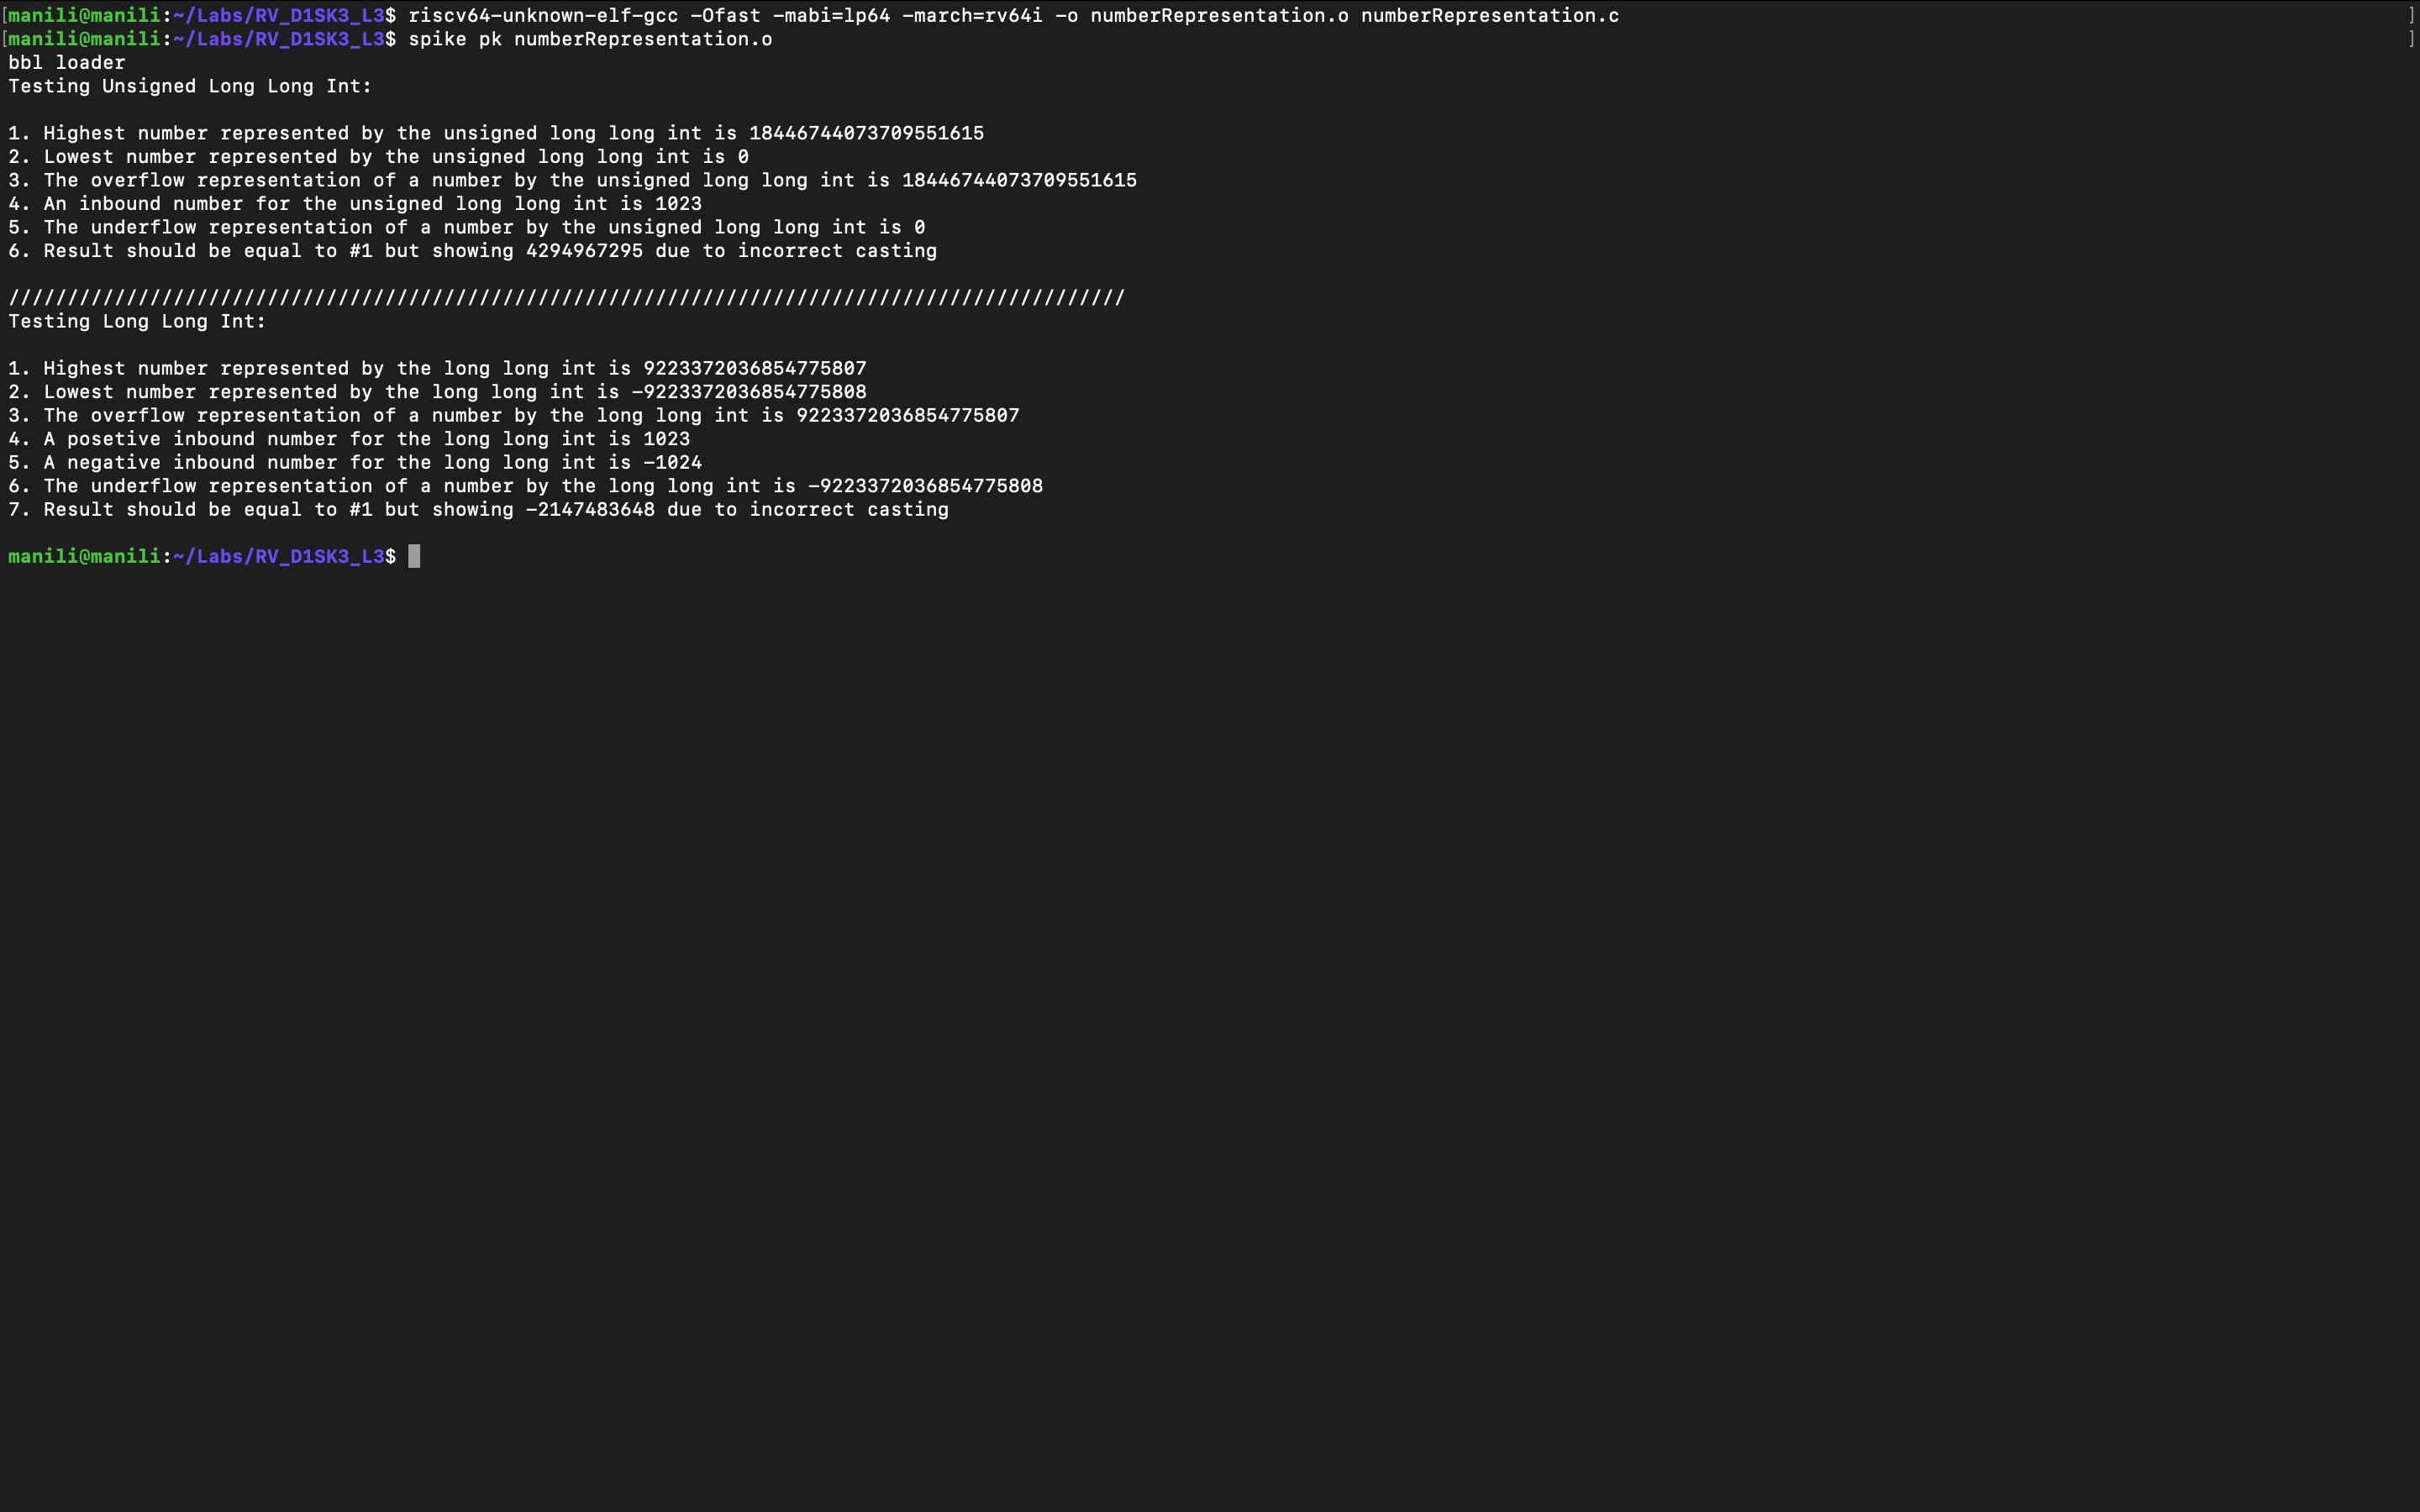 [manili@manili:~/Labs/RV_D1SK3_L3$ riscv64-unknown-elf-gcc -Ofast -mabi=lp64 -march=rv64i -o numberRepresentation.o numberRepresentation.c ]
[manili@manili:~/Labs/RV_D1SK3_L3$ spike pk numberRepresentation.o ]
bbl loader
Testing Unsigned Long Long Int:
1. Highest number represented by the unsigned long long int is 18446744073709551615
2. Lowest number represented by the unsigned long long int is 0
3. The overflow representation of a number by the unsigned long long int is 18446744073709551615
4. An inbound number for the unsigned long long int is 1023
5. The underflow representation of a number by the unsigned long long int is 0
6. Result should be equal to #1 but showing 4294967295 due to incorrect casting
///////////////////////////////////////////////////////////////////////////////////////////////
Testing Long Long Int:
1. Highest number represented by the long long int is 9223372036854775807
2. Lowest number represented by the long long int is -9223372036854775808
3. The overflow representation of a number by the long long int is 9223372036854775807
4. A posetive inbound number for the long long int is 1023
5. A negative inbound number for the long long int is -1024
6. The underflow representation of a number by the long long int is -9223372036854775808
7. Result should be equal to #1 but showing -2147483648 due to incorrect casting
manili@manili:~/Labs/RV_D1SK3_L3$